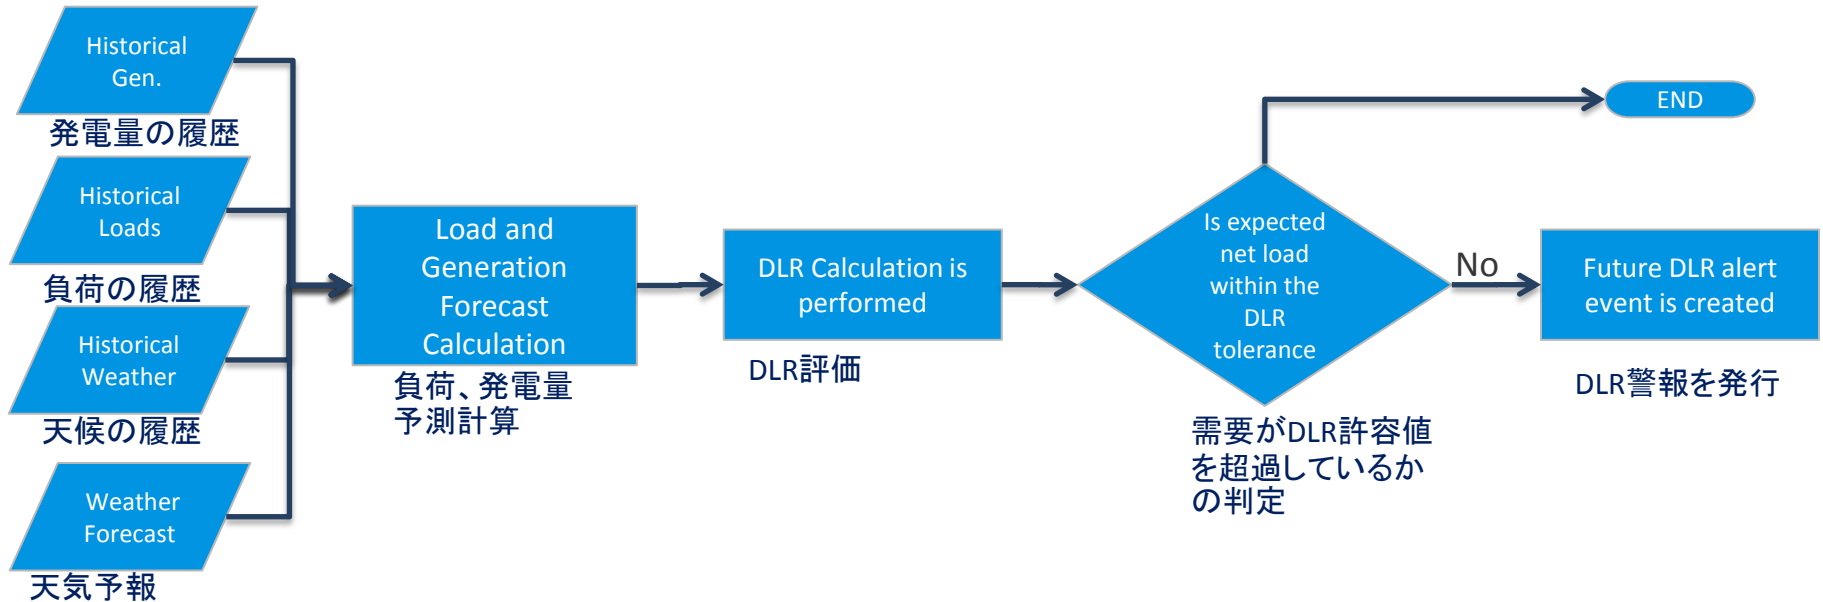 Historical
Gen.
発電量の履歴
Historical
Loads
負荷の履歴
Historical
Weather
天候の履歴
Weather
Forecast
天気予報
Load and
Generation
Forecast
Calculation
負荷、発電量
予測計算
DLR Calculation is
performed
DLR評価
Is expected
net load
within the
DLR
tolerance
需要がDLR許容値
を超過しているか
の判定
END
No
Future DLR alert
event is created
DLR警報を発行